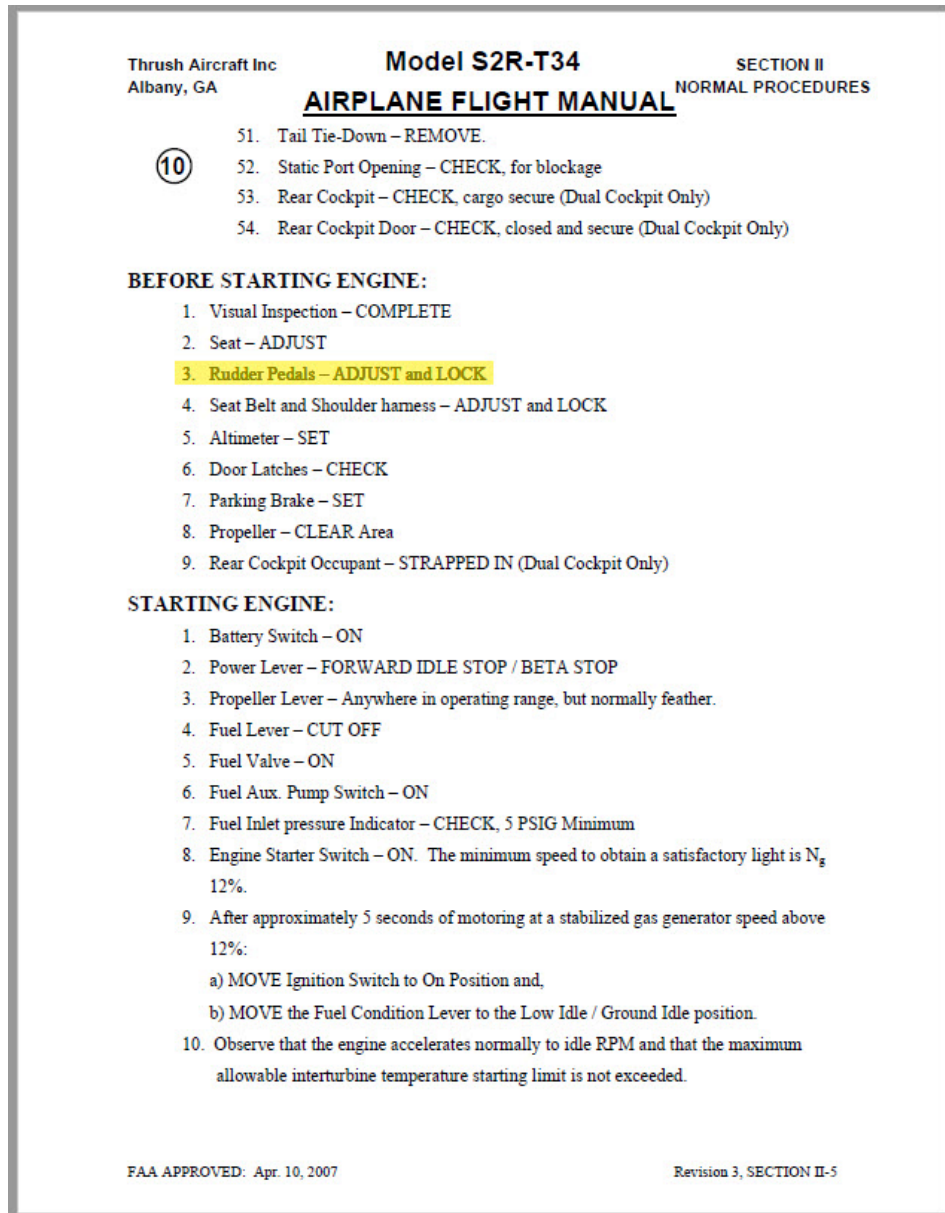 Thrush Aircraft Inc
Albany, GA
Model S2R-T34
AIRPLANE FLIGHT MANUAL
SECTION II
NORMAL PROCEDURES
10
51. Tail Tie-Down – REMOVE.
52. Static Port Opening – CHECK, for blockage
53. Rear Cockpit – CHECK, cargo secure (Dual Cockpit Only)
54. Rear Cockpit Door – CHECK, closed and secure (Dual Cockpit Only)
BEFORE STARTING ENGINE:
1. Visual Inspection – COMPLETE
2. Seat – ADJUST
3. Rudder Pedals – ADJUST and LOCK
4. Seat Belt and Shoulder harness – ADJUST and LOCK
5. Altimeter – SET
6. Door Latches – CHECK
7. Parking Brake – SET
8. Propeller – CLEAR Area
9. Rear Cockpit Occupant – STRAPPED IN (Dual Cockpit Only)
STARTING ENGINE:
1. Battery Switch – ON
2. Power Lever – FORWARD IDLE STOP / BETA STOP
3. Propeller Lever – Anywhere in operating range, but normally feather.
4. Fuel Lever – CUT OFF
5. Fuel Valve – ON
6. Fuel Aux. Pump Switch – ON
7. Fuel Inlet pressure Indicator – CHECK, 5 PSIG Minimum
8. Engine Starter Switch – ON. The minimum speed to obtain a satisfactory light is Ng
12%.
9. After approximately 5 seconds of motoring at a stabilized gas generator speed above
12%:
a) MOVE Ignition Switch to On Position and,
b) MOVE the Fuel Condition Lever to the Low Idle / Ground Idle position.
10. Observe that the engine accelerates normally to idle RPM and that the maximum
allowable interturbine temperature starting limit is not exceeded.
FAA APPROVED: Apr. 10, 2007
Revision 3, SECTION II-5